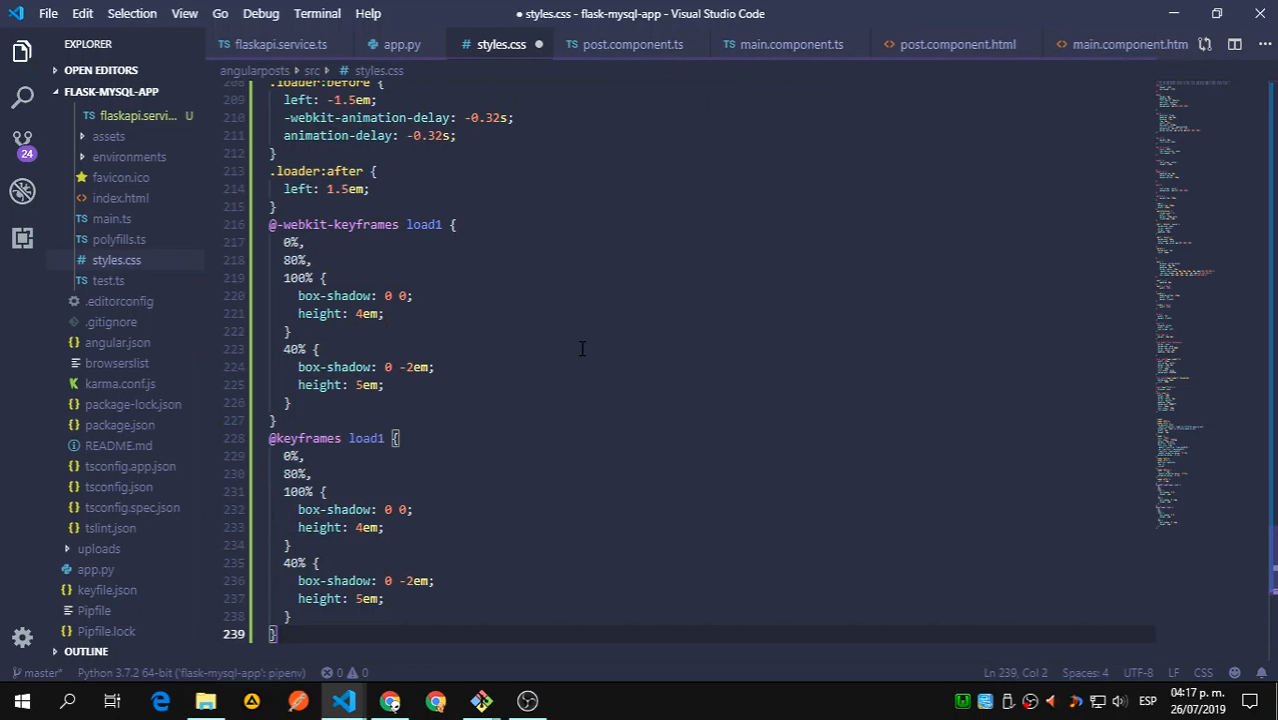 File Edit Selection View Go Debug Terminal Help
● styles.css - flask-mysql-app - Visual Studio Code
EXPLORER
flaskapi.service.ts
app.py
# styles.css ●
TS post.component.ts
TS main.component.ts
<> post.component.html
<> main.component.htm
OPEN EDITORS
angularposts > src > # styles.css
FLASK-MYSQL-APP
TS flaskapi.servi... U
assets
environments
favicon.ico
<> index.html
TS main.ts
TS polyfills.ts
# styles.css
TS test.ts
.editorconfig
.gitignore
{} angular.json
browserslist
karma.conf.js
{} package-lock.json
{} package.json
README.md
{} tsconfig.app.json
{} tsconfig.json
{} tsconfig.spec.json
{} tslint.json
uploads
app.py
{} keyfile.json
Pipfile
{} Pipfile.lock
OUTLINE
24
208 .loader:before {
209 left: -1.5em;
210 -webkit-animation-delay: -0.32s;
211 animation-delay: -0.32s;
212 }
213 .loader:after {
214 left: 1.5em;
215 }
216 @-webkit-keyframes load1 {
217 0%,
218 80%,
219 100% {
220 box-shadow: 0 0;
221 height: 4em;
222 }
223 40% {
224 box-shadow: 0 -2em;
225 height: 5em;
226 }
227 }
228 @keyframes load1 {
229 0%,
230 80%,
231 100% {
232 box-shadow: 0 0;
233 height: 4em;
234 }
235 40% {
236 box-shadow: 0 -2em;
237 height: 5em;
238 }
239 }
master* Python 3.7.2 64-bit ('flask-mysql-app': pipenv) 0 0
Ln 239, Col 2 Spaces: 4 UTF-8 LF CSS
ESP
04:17 p. m.
26/07/2019